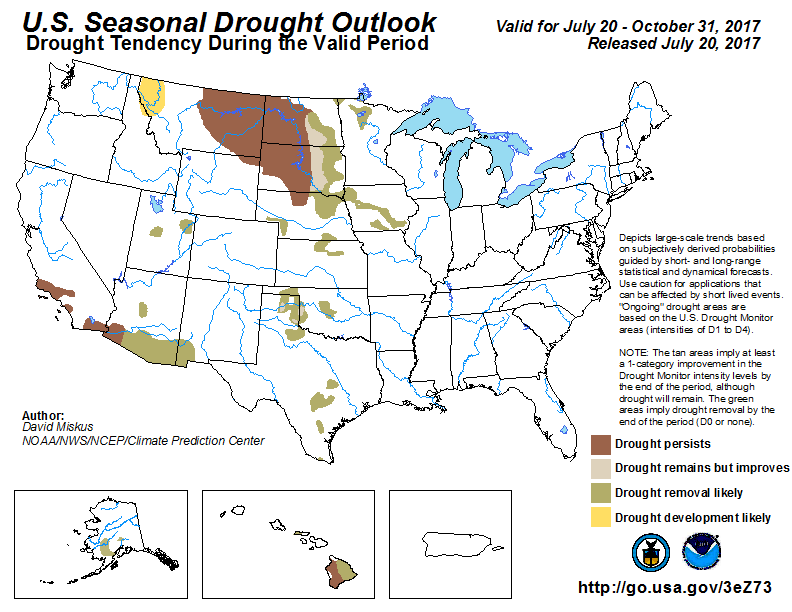 U.S. Seasonal Drought Outlook
Drought Tendency During the Valid Period
Valid for July 20 - October 31, 2017
Released July 20, 2017
Depicts large-scale trends based
on subjectively derived probabilities
guided by short- and long-range
statistical and dynamical forecasts.
Use caution for applications that
can be affected by short lived events.
"Ongoing" drought areas are
based on the U.S. Drought Monitor
areas (intensities of D1 to D4).
NOTE: The tan areas imply at least
a 1-category improvement in the
Drought Monitor intensity levels by
the end of the period, although
drought will remain. The green
areas imply drought removal by the
end of the period (D0 or none).
Author:
David Miskus
NOAA/NWS/NCEP/Climate Prediction Center
Drought persists
Drought remains but improves
Drought removal likely
Drought development likely
http://go.usa.gov/3eZ73